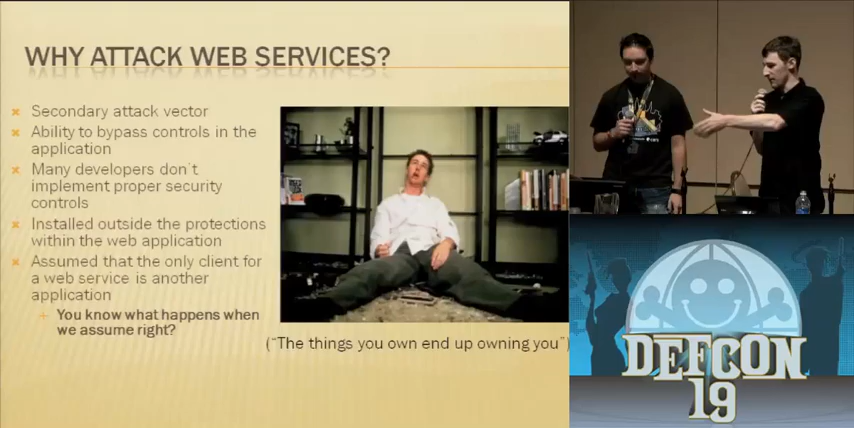 WHY ATTACK WEB SERVICES?
Secondary attack vector
Ability to bypass controls in the
application
Many developers don't
implement proper security
controls
Installed outside the protections
within the web application
Assumed that the only client for
a web service is another
application
You know what happens when
we assume right?
("The things you own end up owning you")
DEFCON
19